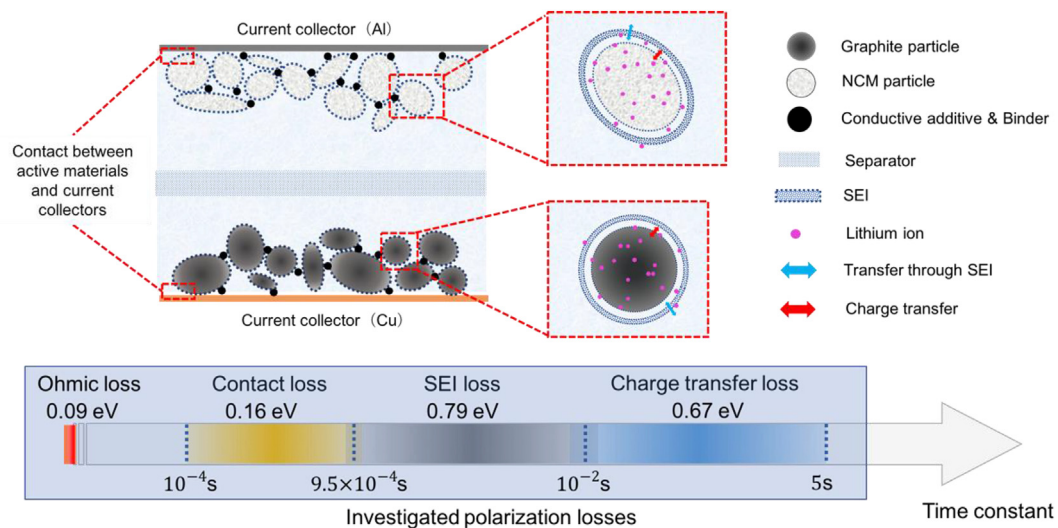 Current collector（Al）
Contact between
active materials
and current
collectors
Current collector（Cu）
Graphite particle
NCM particle
Conductive additive & Binder
Separator
SEI
Lithium ion
Transfer through SEI
Charge transfer
Ohmic loss Contact loss SEI loss Charge transfer loss
0.09 eV 0.16 eV 0.79 eV 0.67 eV
10⁻⁴s 9.5×10⁻⁴s 10⁻²s 5s
Investigated polarization losses
Time constant